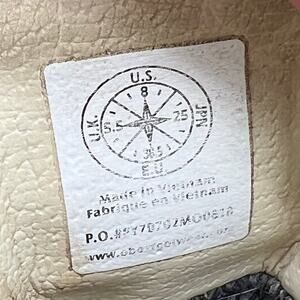 U.S.
8
U.K.
5.5
25
JPN
38.5
E.U.
Made in Vietnam
Fabriqué en Vietnam
P.O.#